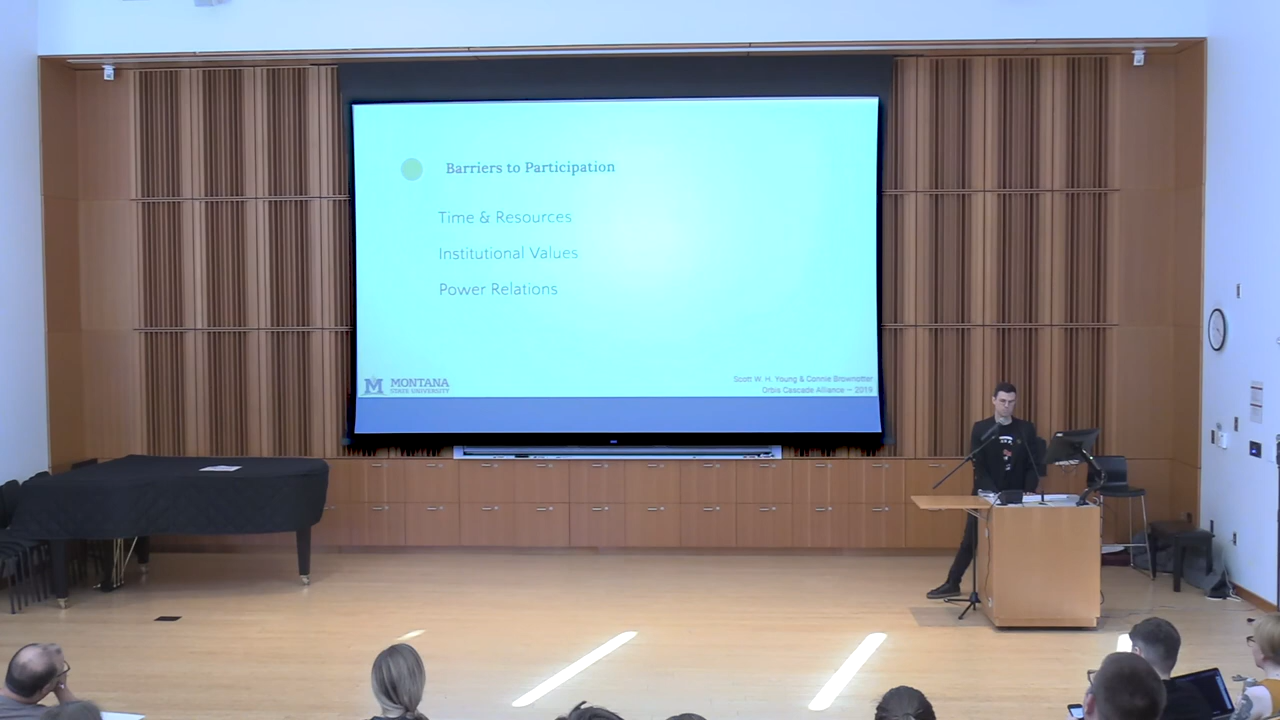 Barriers to Participation
Time & Resources
Institutional Values
Power Relations
MONTANA
STATE UNIVERSITY
Scott W. H. Young & Connie Brownotter
Orbis Cascade Alliance — 2019